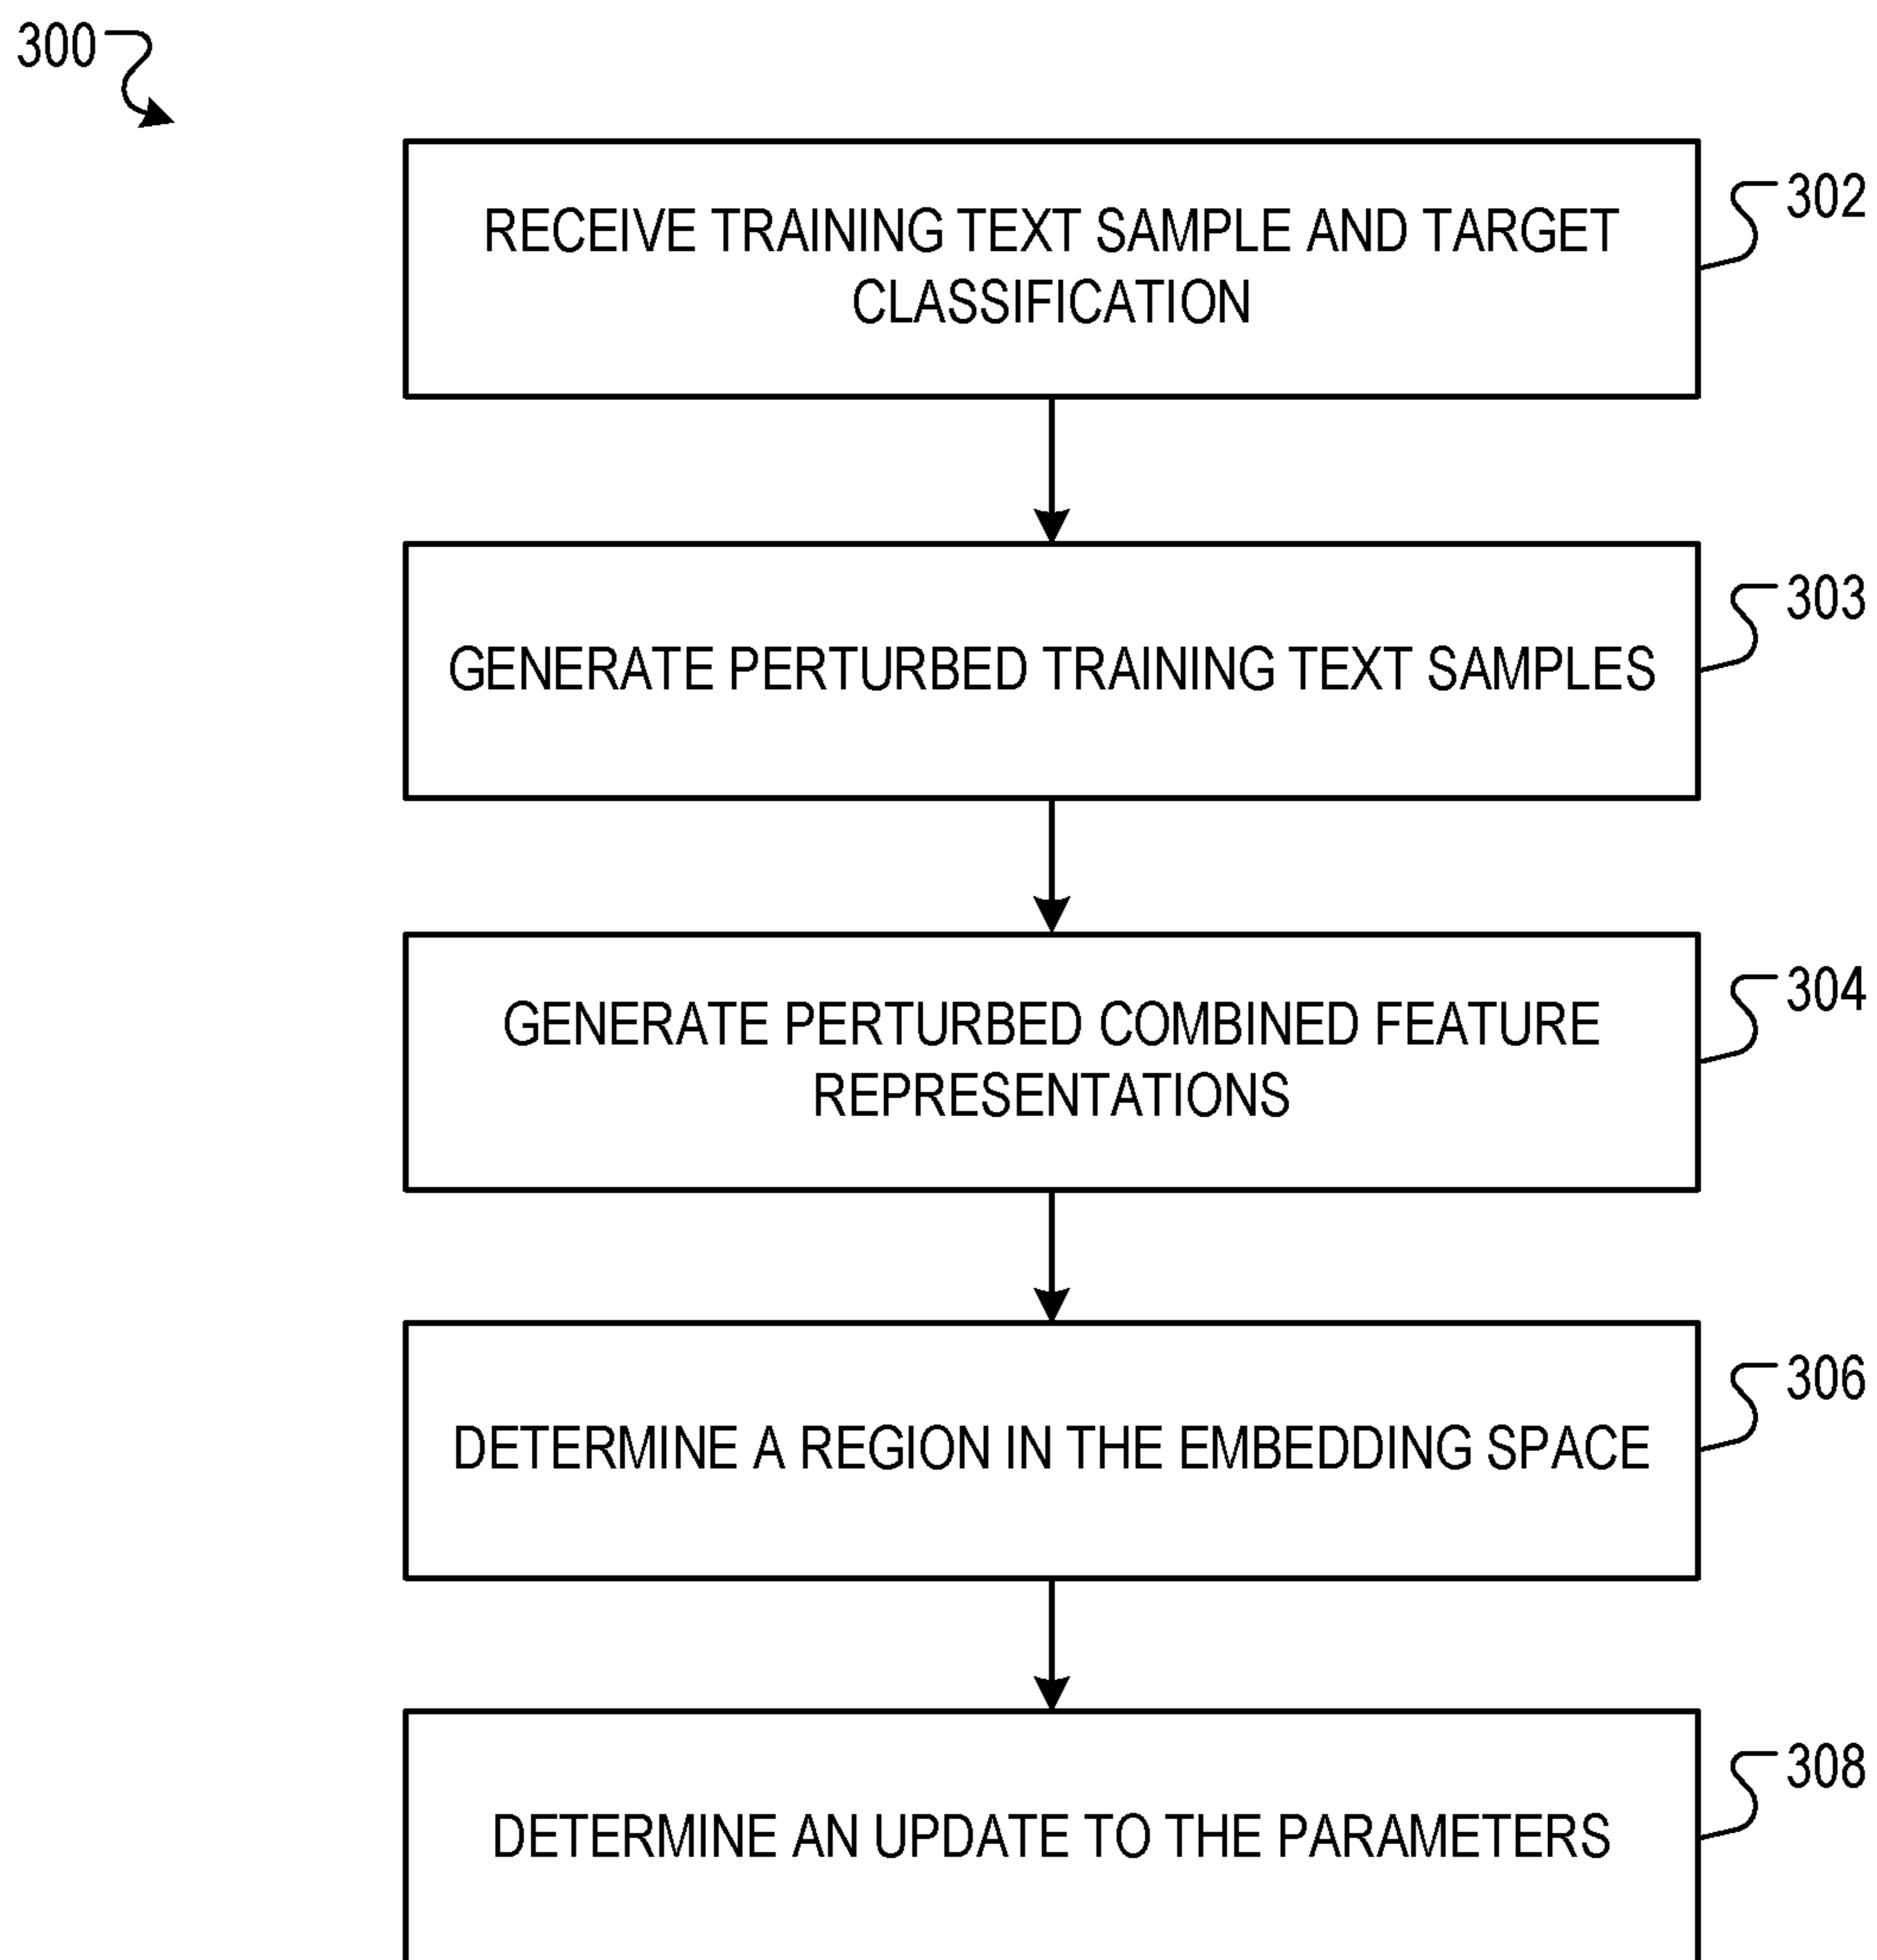 300
RECEIVE TRAINING TEXT SAMPLE AND TARGET
CLASSIFICATION
302
GENERATE PERTURBED TRAINING TEXT SAMPLES
303
GENERATE PERTURBED COMBINED FEATURE
REPRESENTATIONS
304
DETERMINE A REGION IN THE EMBEDDING SPACE
306
DETERMINE AN UPDATE TO THE PARAMETERS
308